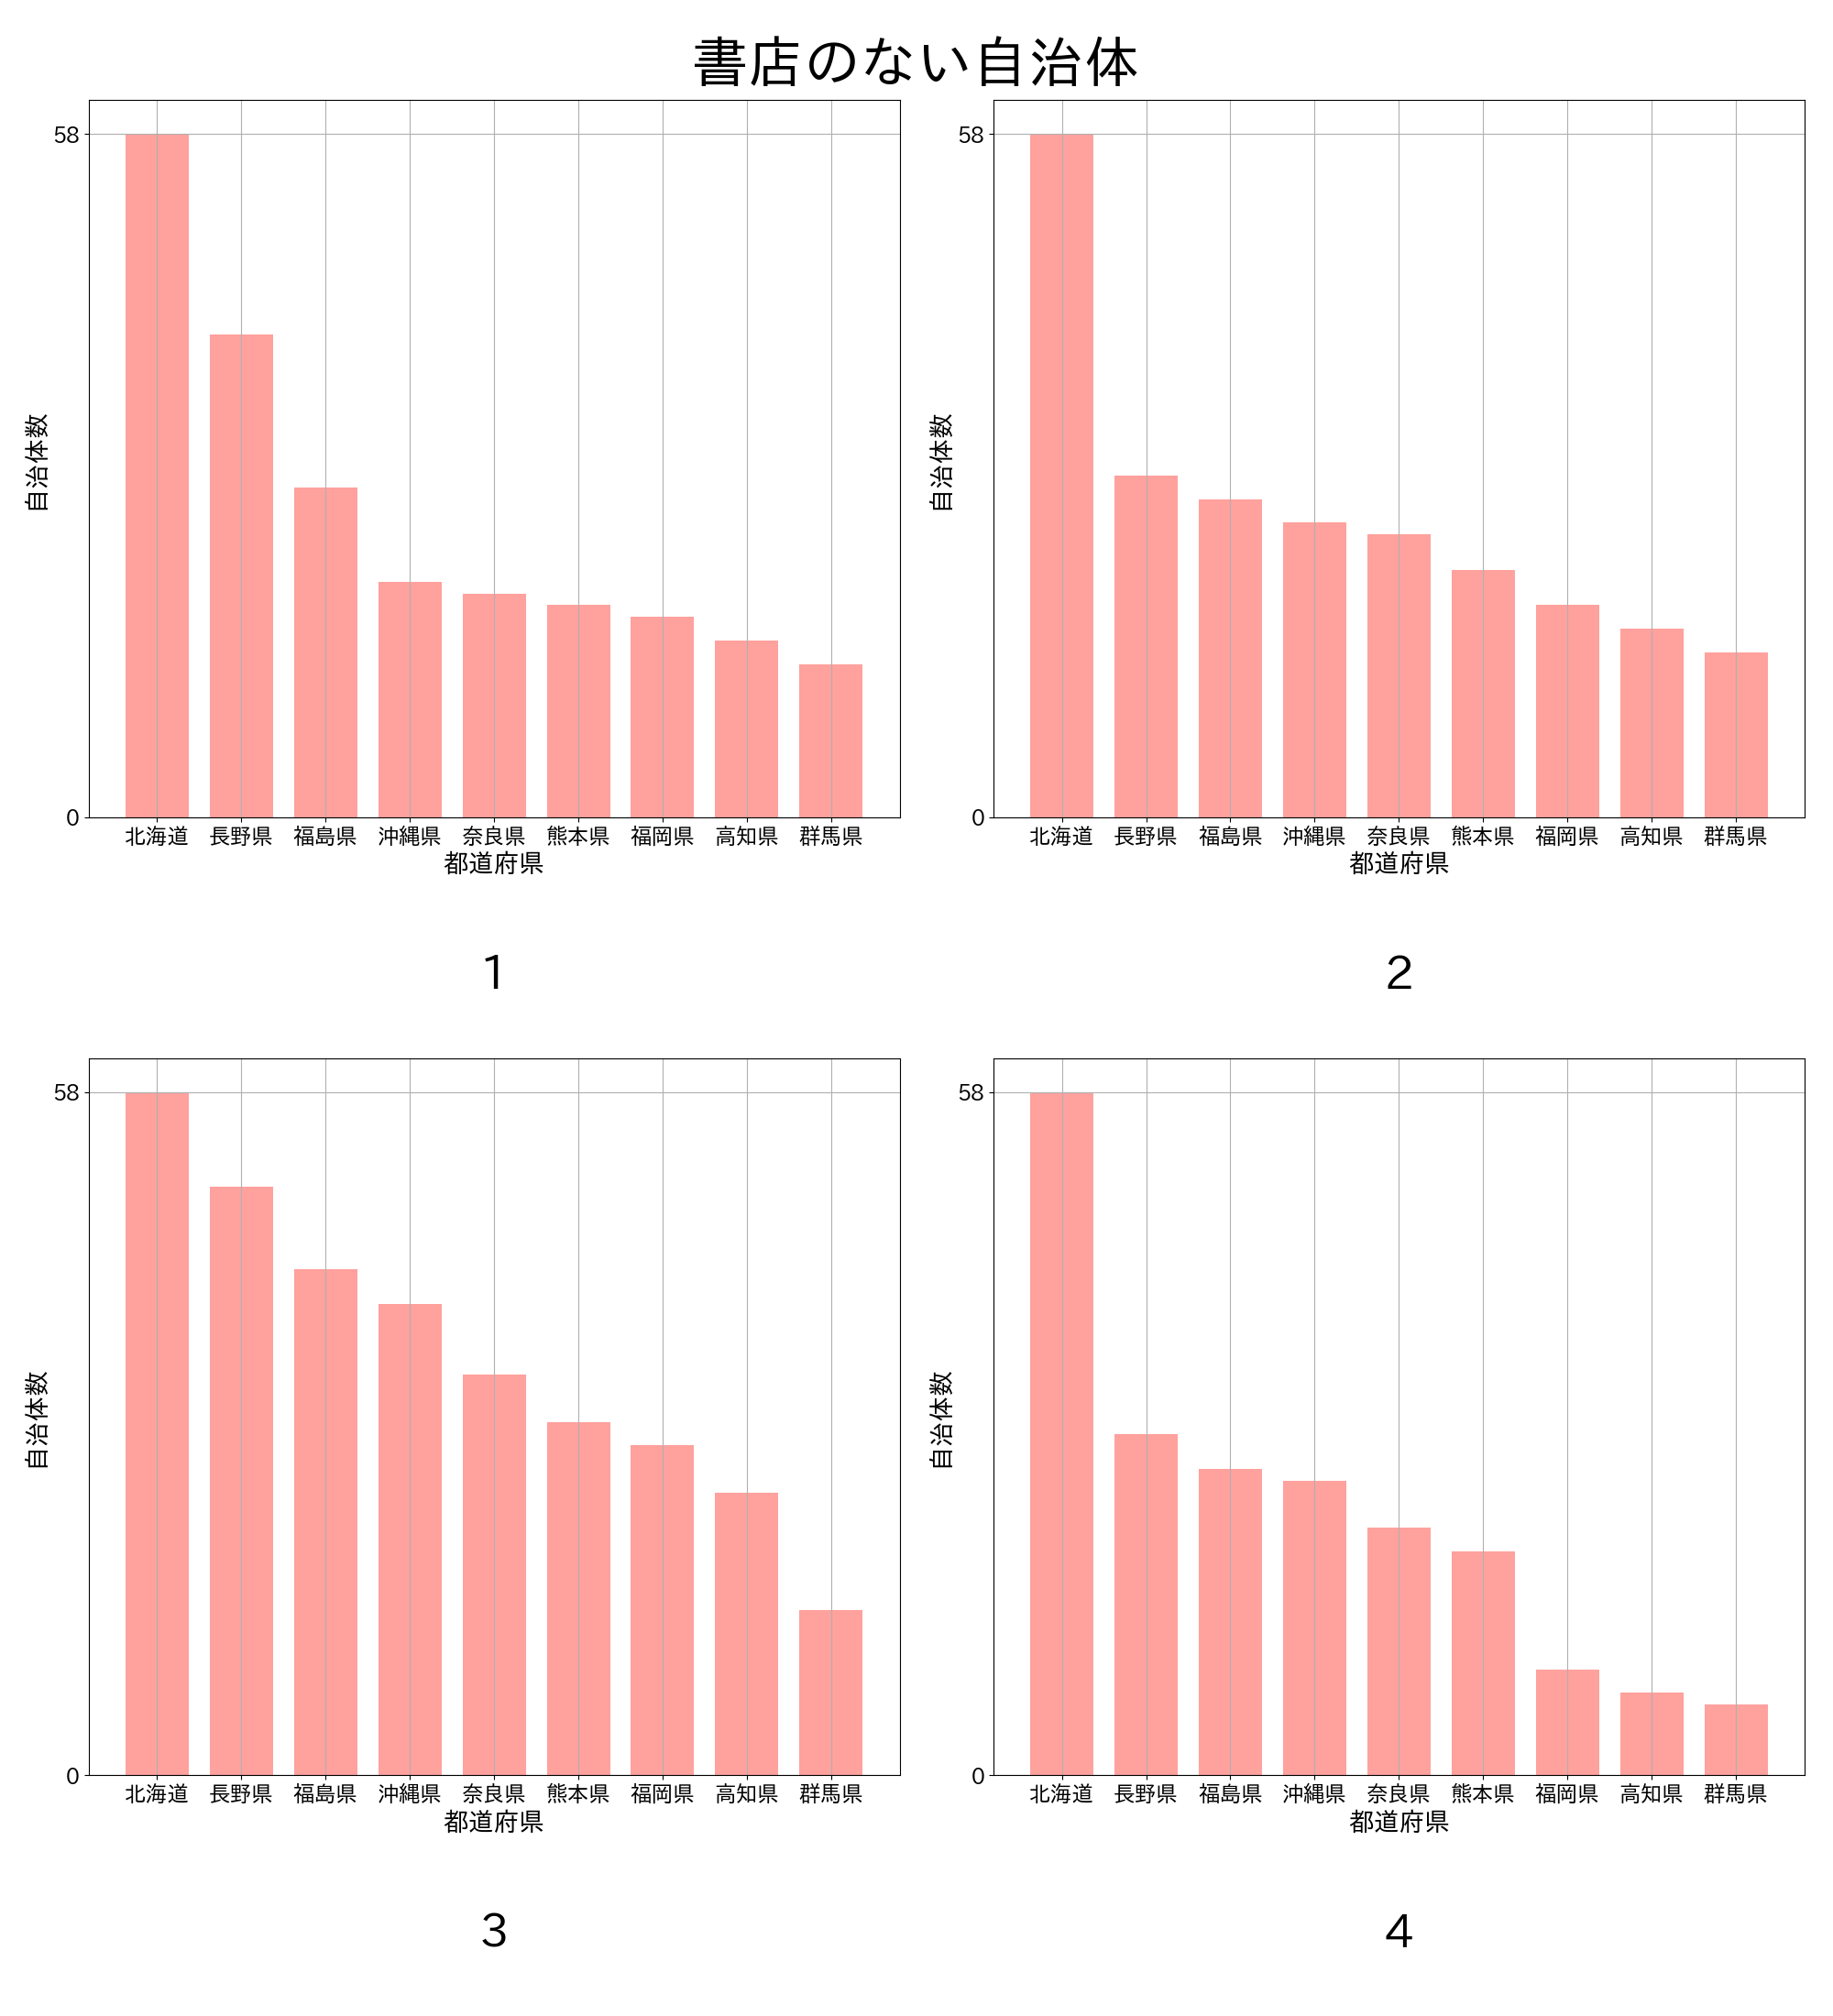 書店のない自治体
58
0
自治体数
北海道 長野県 福島県 沖縄県 奈良県 熊本県 福岡県 高知県 群馬県
都道府県
1
58
0
自治体数
北海道 長野県 福島県 沖縄県 奈良県 熊本県 福岡県 高知県 群馬県
都道府県
2
58
0
自治体数
北海道 長野県 福島県 沖縄県 奈良県 熊本県 福岡県 高知県 群馬県
都道府県
3
58
0
自治体数
北海道 長野県 福島県 沖縄県 奈良県 熊本県 福岡県 高知県 群馬県
都道府県
4